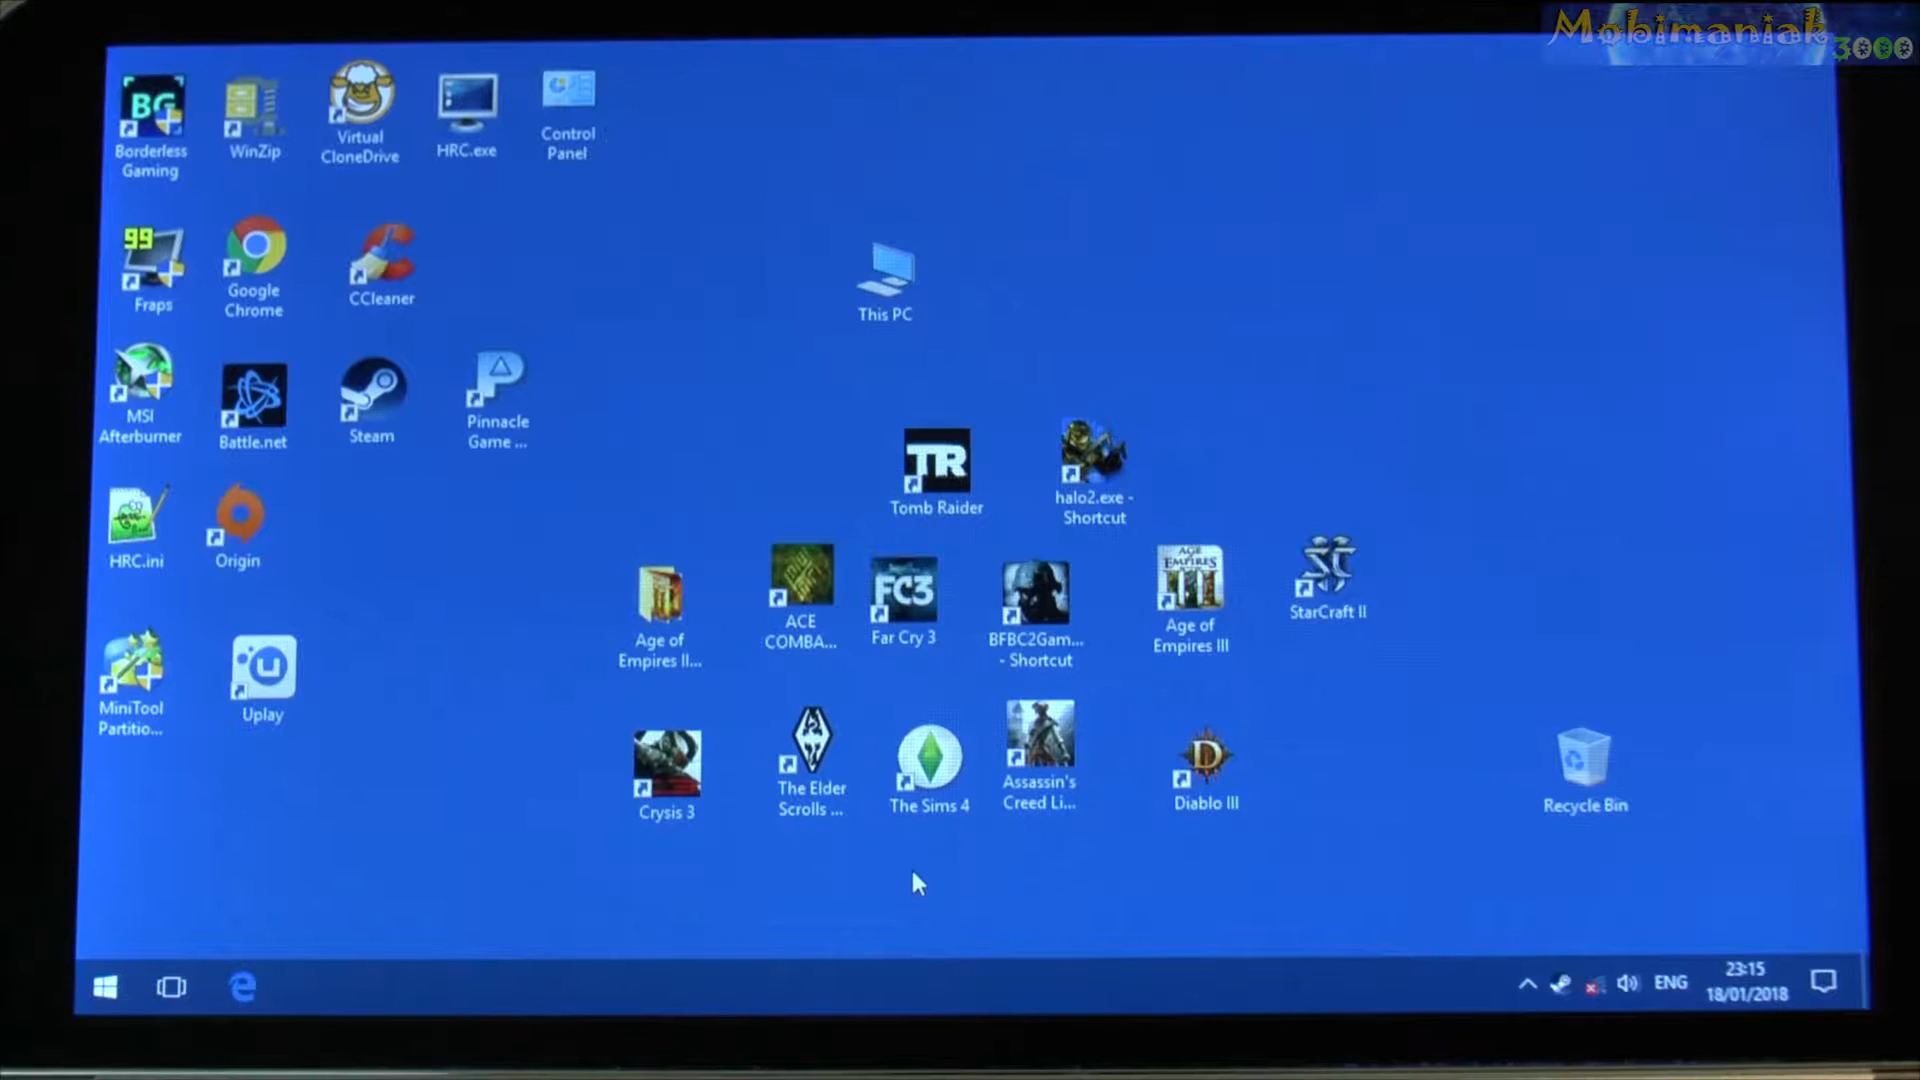 Mobimaniak
3000
BG
Borderless
Gaming
WinZip
Virtual
CloneDrive
HRC.exe
Control
Panel
99
Fraps
Google
Chrome
CCleaner
This PC
MSI
Afterburner
Battle.net
Steam
Pinnacle
Game ...
TR
Tomb Raider
halo2.exe -
Shortcut
HRC.ini
Origin
Age of
Empires II...
ACE
COMBA...
FC3
Far Cry 3
BFBC2Gam...
- Shortcut
AGE
OF
EMPIRES
III
Age of
Empires III
StarCraft II
MiniTool
Partitio...
Uplay
Crysis 3
The Elder
Scrolls ...
The Sims 4
Assassin's
Creed Li...
D
Diablo III
Recycle Bin
ENG
23:15
18/01/2018